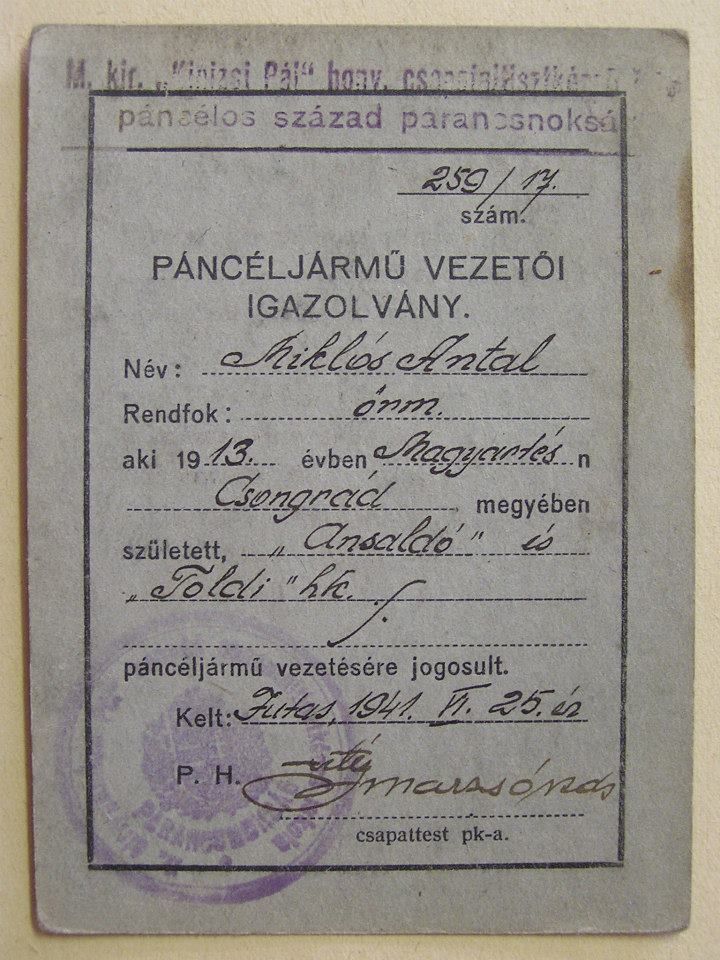 M. kir. „Kinizsi Pál" honv.
páncélos század parancsnoksá
259/17.
szám.
PÁNCÉLJÁRMŰ VEZETŐI
IGAZOLVÁNY.
Név: Miklós Antal
Rendfok: őrm.
aki 1913. évben Magyartés n
Csongrád megyében
született, „Ansaldó" és
„Toldi" hk.
páncéljármű vezetésére jogosult.
Kelt: Jutas, 1941. VI. 25. én
P. H.
csapattest pk-a.